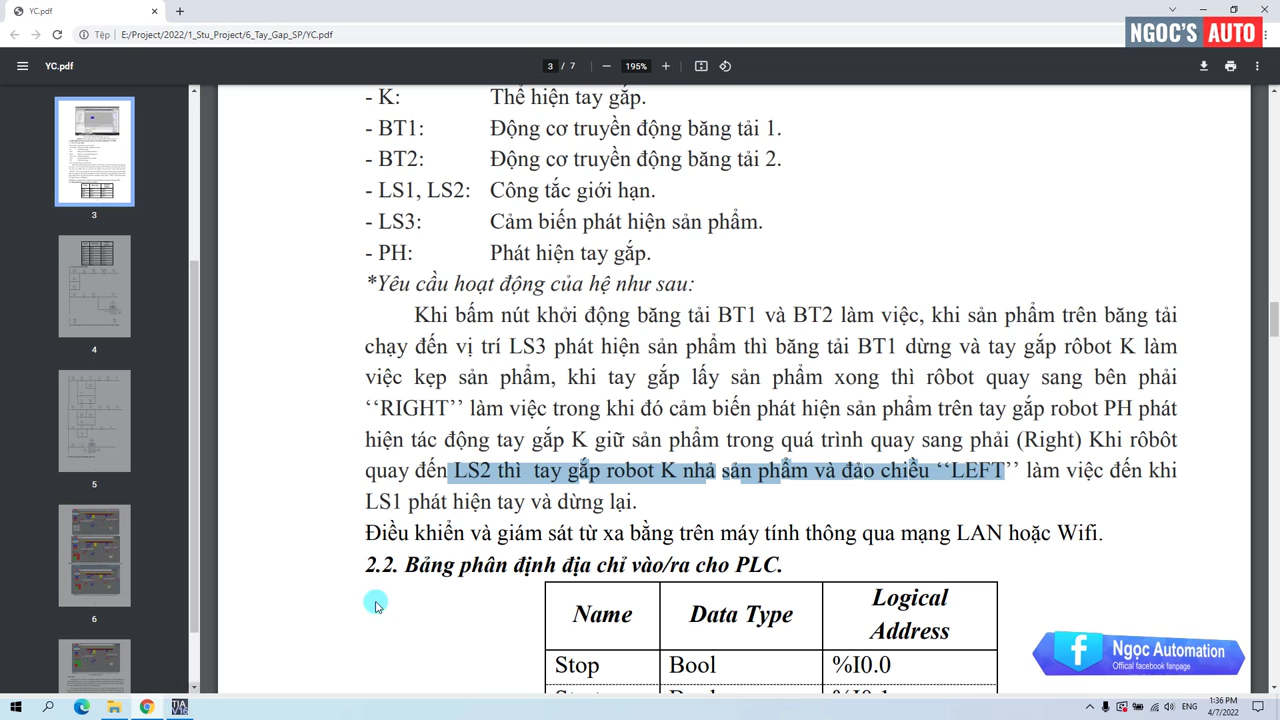 YC.pdf
NGOC'S AUTO
Tệp
E:/Project/2022/1_Stu_Project/6_Tay_Gap_SP/YC.pdf
YC.pdf
3 / 7
195%
- K: Thể hiện tay gắp.
- BT1: Động cơ truyền động băng tải 1.
- BT2: Động cơ truyền động băng tải 2.
- LS1, LS2: Công tắc giới hạn.
- LS3: Cảm biến phát hiện sản phẩm.
- PH: Phát hiện tay gắp.
*Yêu cầu hoạt động của hệ như sau:
Khi bấm nút khởi động băng tải BT1 và BT2 làm việc, khi sản phẩm trên băng tải
chạy đến vị trí LS3 phát hiện sản phẩm thì băng tải BT1 dừng và tay gắp rôbot K làm
việc kẹp sản phẩm, khi tay gắp lấy sản phẩm xong thì rôbot quay sang bên phải
‘‘RIGHT’’ làm việc trong khi đó cảm biến phát hiện sản phẩm trên tay gắp robot PH phát
hiện tác động tay gắp K giữ sản phẩm trong quá trình quay sang phải (Right) Khi rôbôt
quay đến LS2 thì tay gắp robot K nhả sản phẩm và đảo chiều ‘‘LEFT’’ làm việc đến khi
LS1 phát hiện tay và dừng lại.
Điều khiển và giám sát từ xa bằng trên máy tính thông qua mạng LAN hoặc Wifi.
2.2. Bảng phân định địa chỉ vào/ra cho PLC.
Name Data Type Logical Address
Stop Bool %I0.0
3
4
5
6
Ngọc Automation
Offical facebook fanpage
ENG
1:36 PM
4/7/2022